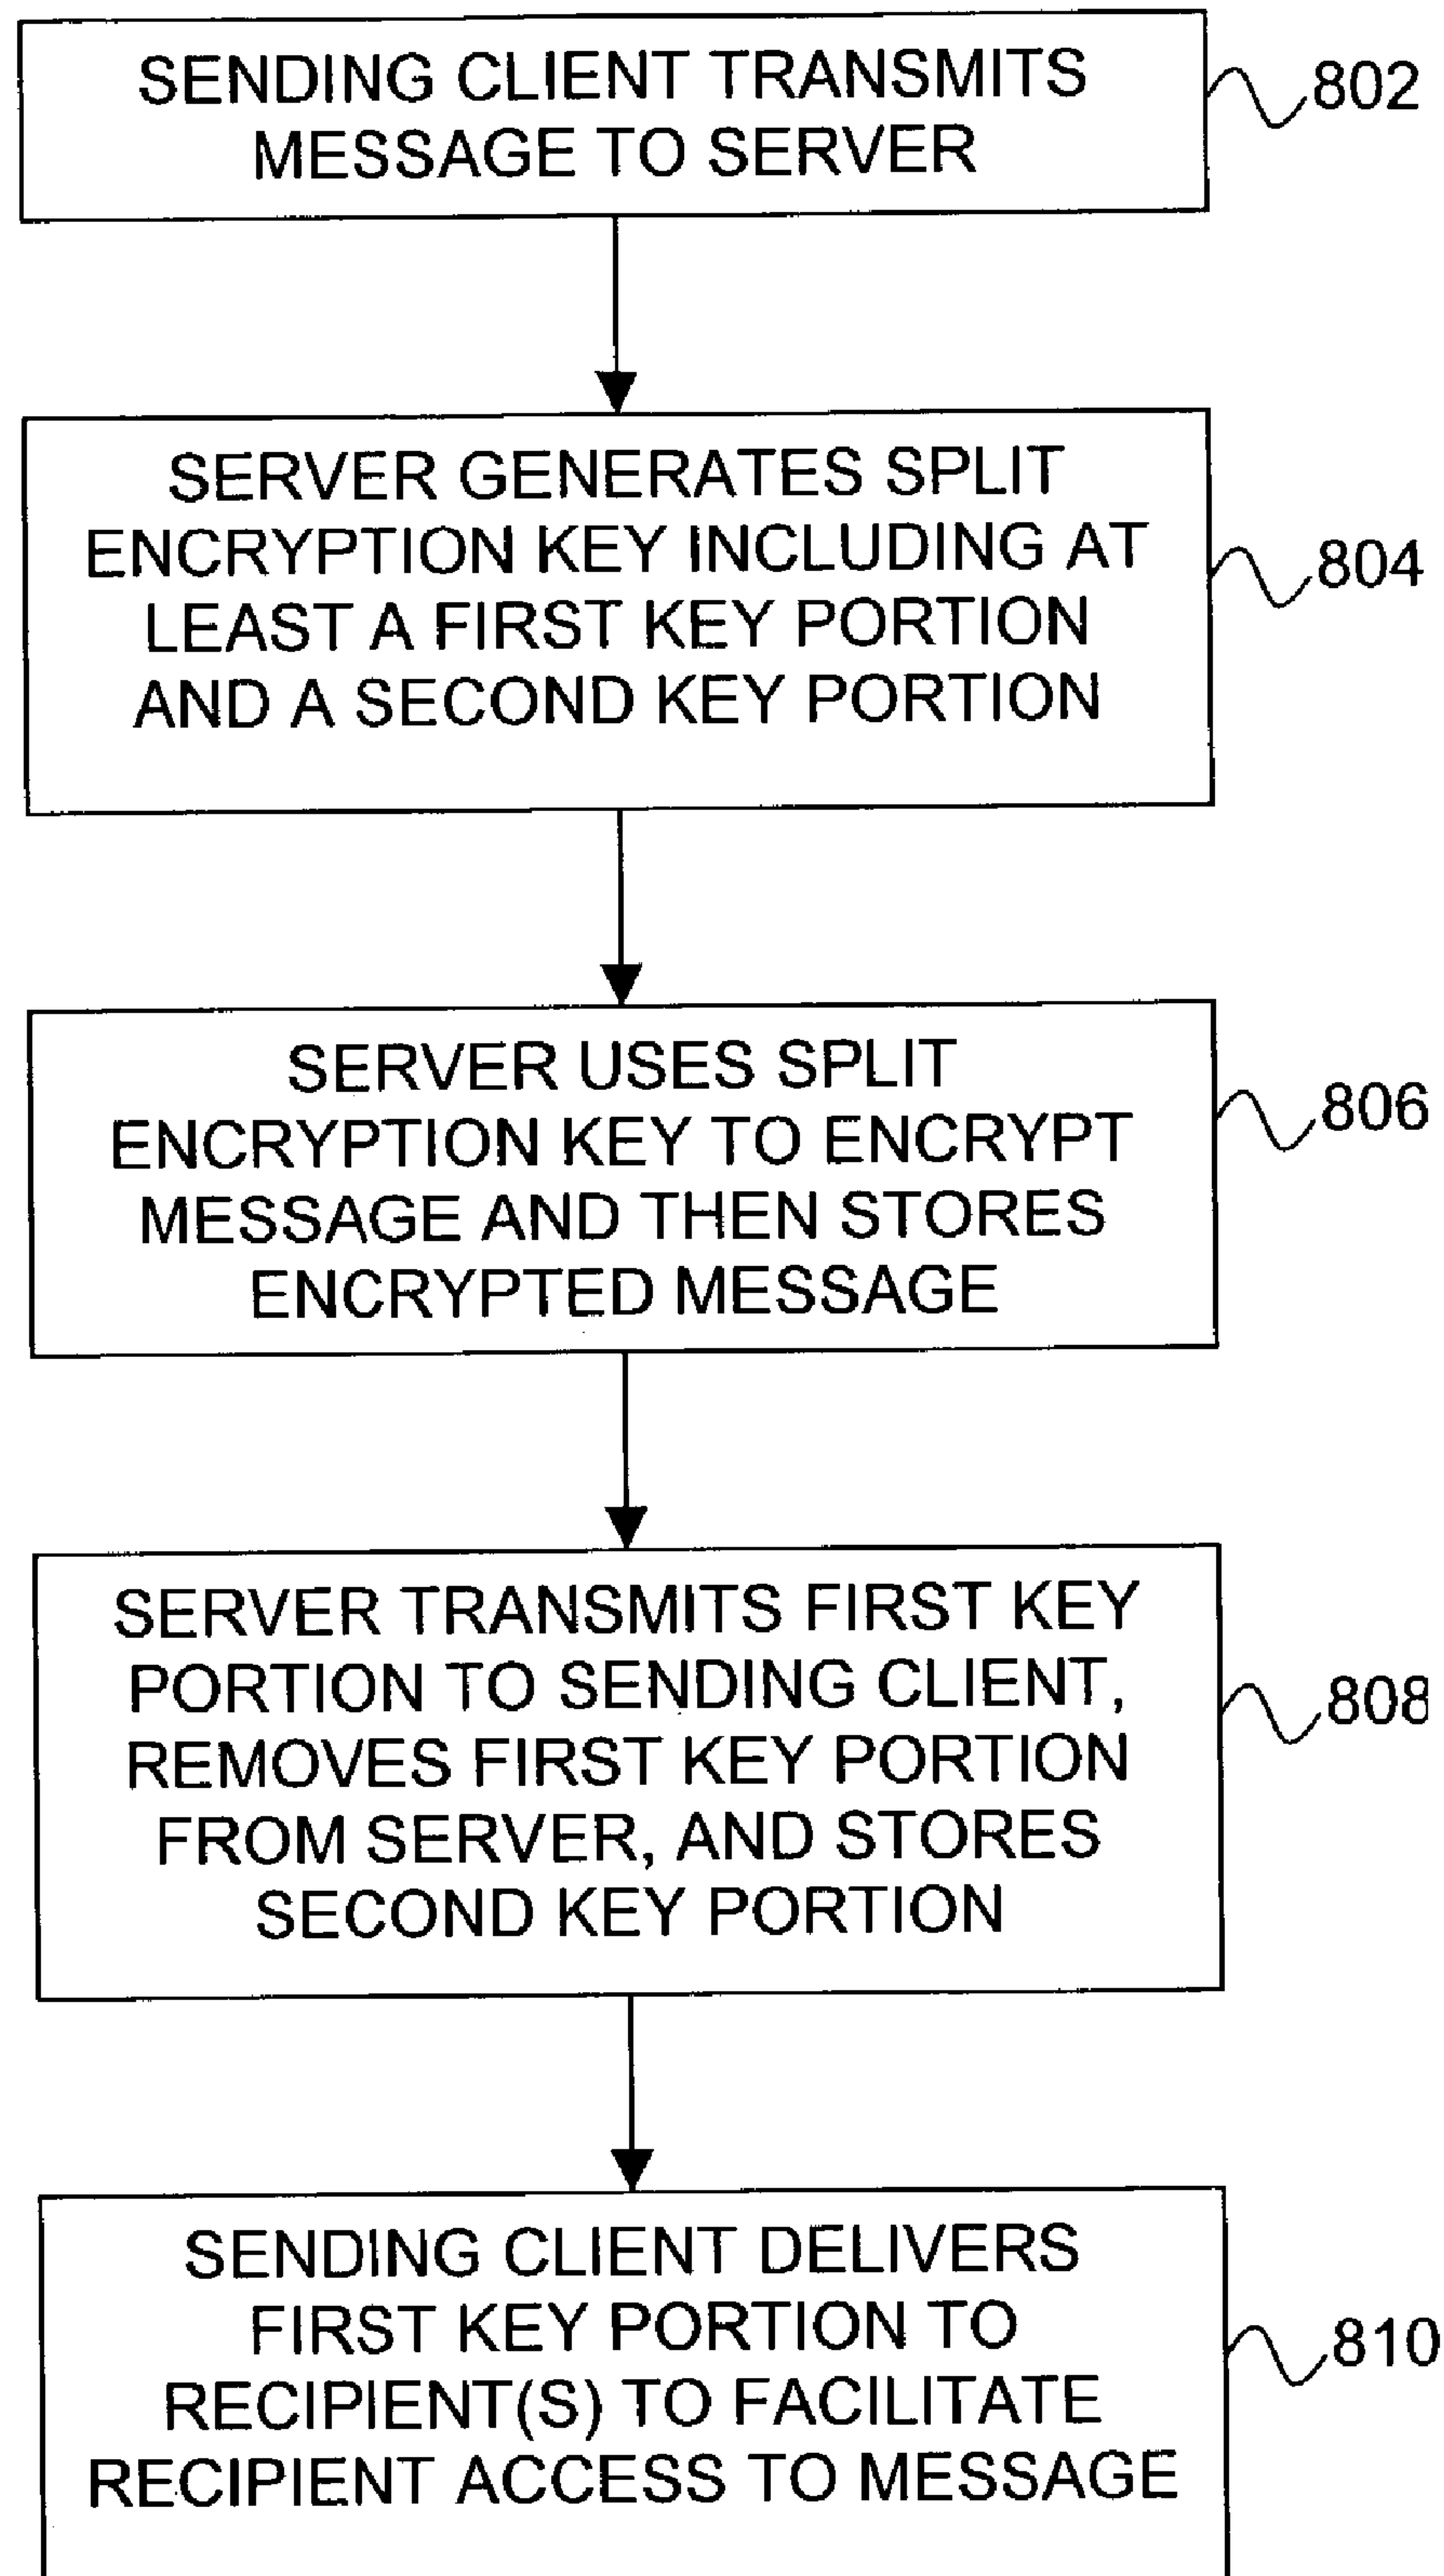 SENDING CLIENT TRANSMITS
MESSAGE TO SERVER
802
SERVER GENERATES SPLIT
ENCRYPTION KEY INCLUDING AT
LEAST A FIRST KEY PORTION
AND A SECOND KEY PORTION
804
SERVER USES SPLIT
ENCRYPTION KEY TO ENCRYPT
MESSAGE AND THEN STORES
ENCRYPTED MESSAGE
806
SERVER TRANSMITS FIRST KEY
PORTION TO SENDING CLIENT,
REMOVES FIRST KEY PORTION
FROM SERVER, AND STORES
SECOND KEY PORTION
808
SENDING CLIENT DELIVERS
FIRST KEY PORTION TO
RECIPIENT(S) TO FACILITATE
RECIPIENT ACCESS TO MESSAGE
810